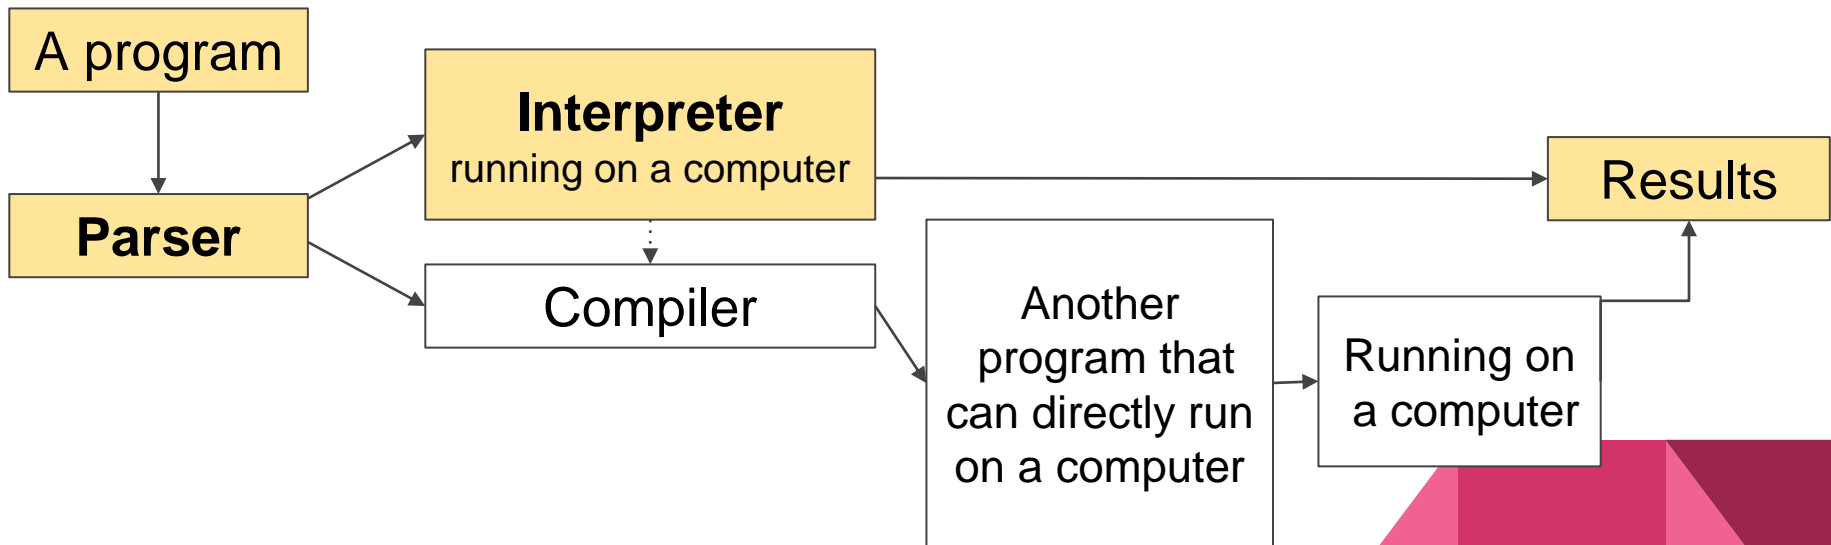 A program
Parser
Interpreter
running on a computer
Compiler
Another
program that
can directly run
on a computer
Running on
a computer
Results